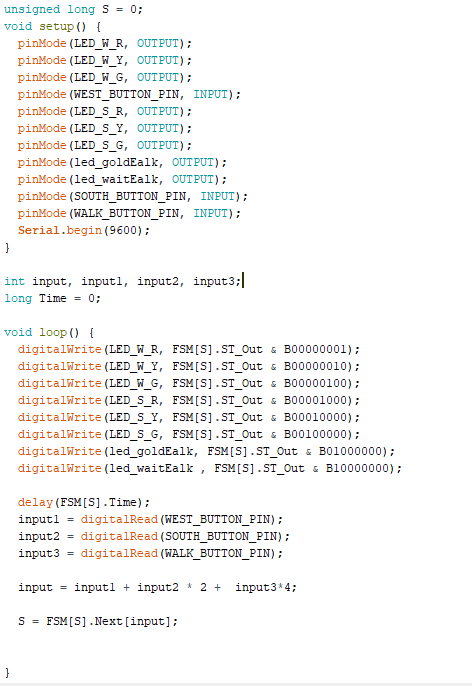 unsigned long S = 0;
void setup() {
  pinMode(LED_W_R, OUTPUT);
  pinMode(LED_W_Y, OUTPUT);
  pinMode(LED_W_G, OUTPUT);
  pinMode(WEST_BUTTON_PIN, INPUT);
  pinMode(LED_S_R, OUTPUT);
  pinMode(LED_S_Y, OUTPUT);
  pinMode(LED_S_G, OUTPUT);
  pinMode(led_goldEalk, OUTPUT);
  pinMode(led_waitEalk, OUTPUT);
  pinMode(SOUTH_BUTTON_PIN, INPUT);
  pinMode(WALK_BUTTON_PIN, INPUT);
  Serial.begin(9600);
}
int input, input1, input2, input3;
long Time = 0;
void loop() {
  digitalWrite(LED_W_R, FSM[S].ST_Out & B00000001);
  digitalWrite(LED_W_Y, FSM[S].ST_Out & B00000010);
  digitalWrite(LED_W_G, FSM[S].ST_Out & B00000100);
  digitalWrite(LED_S_R, FSM[S].ST_Out & B00001000);
  digitalWrite(LED_S_Y, FSM[S].ST_Out & B00010000);
  digitalWrite(LED_S_G, FSM[S].ST_Out & B00100000);
  digitalWrite(led_goldEalk, FSM[S].ST_Out & B01000000);
  digitalWrite(led_waitEalk , FSM[S].ST_Out & B10000000);
  delay(FSM[S].Time);
  input1 = digitalRead(WEST_BUTTON_PIN);
  input2 = digitalRead(SOUTH_BUTTON_PIN);
  input3 = digitalRead(WALK_BUTTON_PIN);
  input = input1 + input2 * 2 +  input3*4;
  S = FSM[S].Next[input];
}